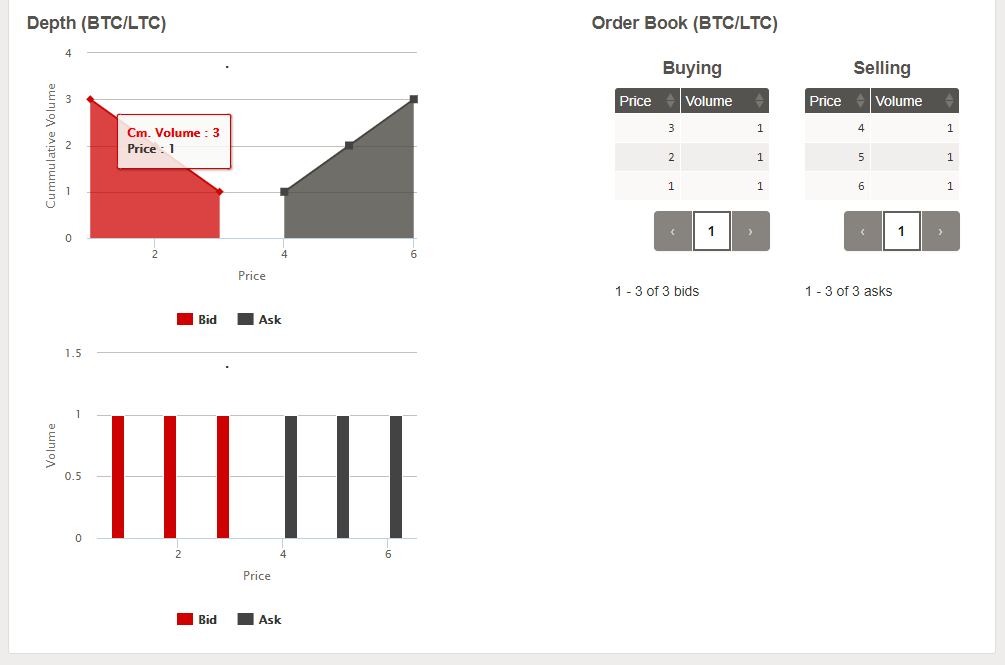 Depth (BTC/LTC)
4
3
2
1
0
Cummulative Volume
Cm. Volume : 3
Price : 1
2
4
6
Price
Bid
Ask
1.5
1
0.5
0
Volume
2
4
6
Price
Bid
Ask
Order Book (BTC/LTC)
Buying
Price Volume
3 1
2 1
1 1
‹ 1 ›
1 - 3 of 3 bids
Selling
Price Volume
4 1
5 1
6 1
‹ 1 ›
1 - 3 of 3 asks